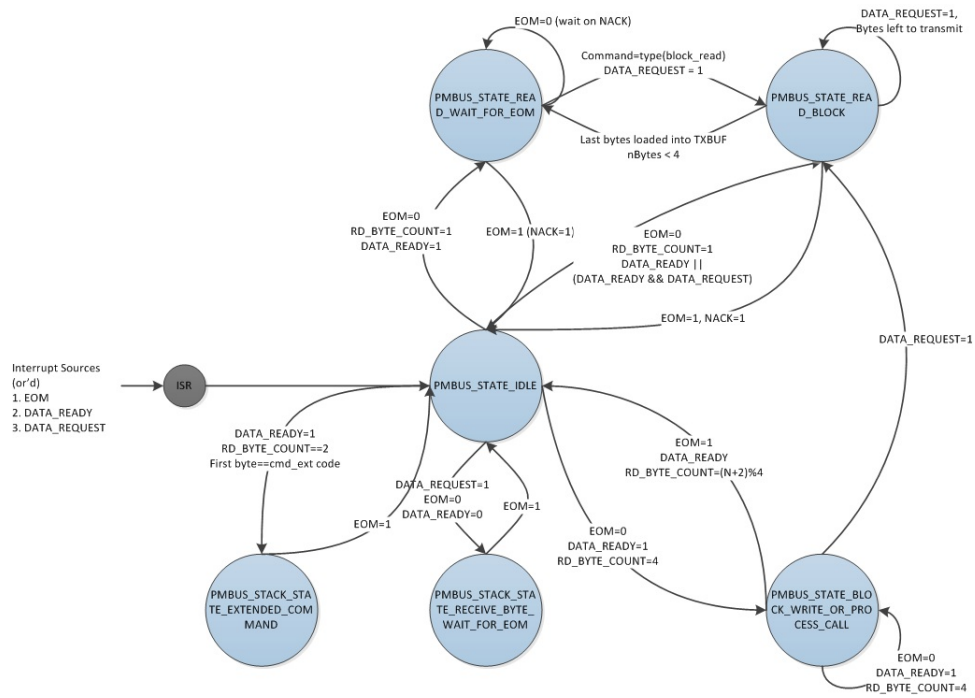 EOM=0 (wait on NACK)
DATA_REQUEST=1,
Bytes left to transmit
Command=type(block_read)
DATA_REQUEST = 1
PMBUS_STATE_REA
D_WAIT_FOR_EOM
PMBUS_STATE_REA
D_BLOCK
Last bytes loaded into TXBUF
nBytes < 4
EOM=0
RD_BYTE_COUNT=1
DATA_READY=1
EOM=1 (NACK=1)
EOM=0
RD_BYTE_COUNT=1
DATA_READY ||
(DATA_READY && DATA_REQUEST)
EOM=1, NACK=1
DATA_REQUEST=1
Interrupt Sources
(or'd)
1. EOM
2. DATA_READY
3. DATA_REQUEST
ISR
PMBUS_STATE_IDLE
DATA_READY=1
RD_BYTE_COUNT==2
First byte==cmd_ext code
EOM=1
DATA_REQUEST=1
EOM=0
DATA_READY=0
EOM=1
EOM=1
DATA_READY
RD_BYTE_COUNT=(N+2)%4
EOM=0
DATA_READY=1
RD_BYTE_COUNT=4
PMBUS_STACK_STA
TE_EXTENDED_COM
MAND
PMBUS_STACK_STA
TE_RECEIVE_BYTE_
WAIT_FOR_EOM
PMBUS_STATE_BLO
CK_WRITE_OR_PRO
CESS_CALL
EOM=0
DATA_READY=1
RD_BYTE_COUNT=4